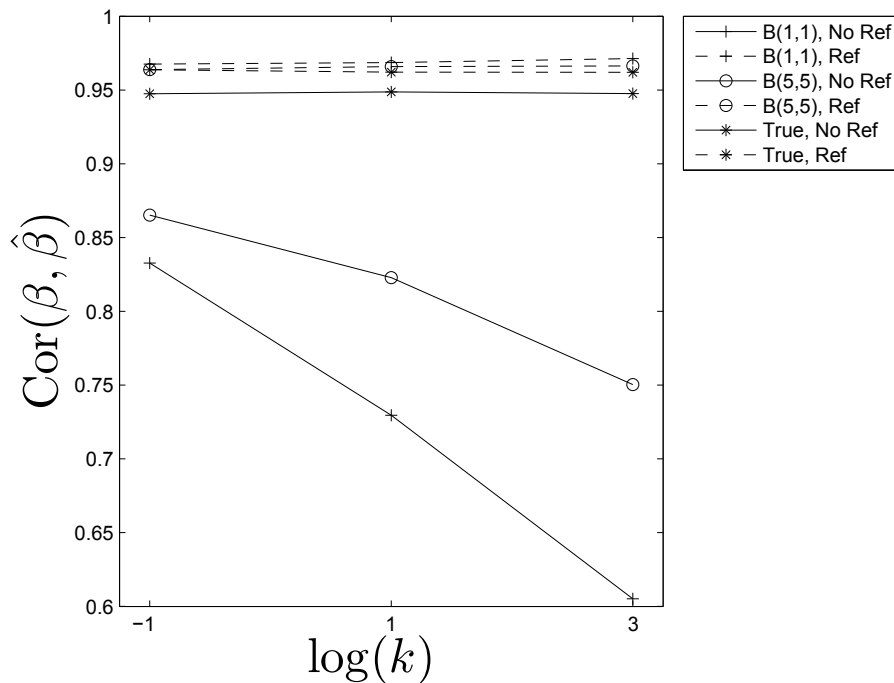 1
0.95
0.9
0.85
0.8
0.75
0.7
0.65
0.6
−1
1
3
Cor(β, β̂)
log(k)
B(1,1), No Ref
B(1,1), Ref
B(5,5), No Ref
B(5,5), Ref
True, No Ref
True, Ref